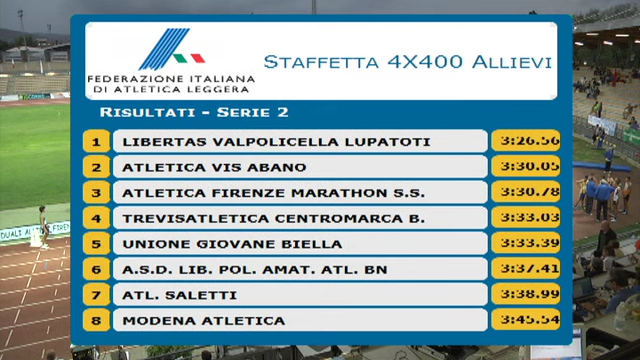 FEDERAZIONE ITALIANA
DI ATLETICA LEGGERA
STAFFETTA 4X400 ALLIEVI
RISULTATI - SERIE 2
1 LIBERTAS VALPOLICELLA LUPATOTI 3:26.56
2 ATLETICA VIS ABANO 3:30.05
3 ATLETICA FIRENZE MARATHON S.S. 3:30.78
4 TREVISATLETICA CENTROMARCA B. 3:33.03
5 UNIONE GIOVANE BIELLA 3:33.39
6 A.S.D. LIB. POL. AMAT. ATL. BN 3:37.41
7 ATL. SALETTI 3:38.99
8 MODENA ATLETICA 3:45.54
DUALI ALLIEVI FIREN